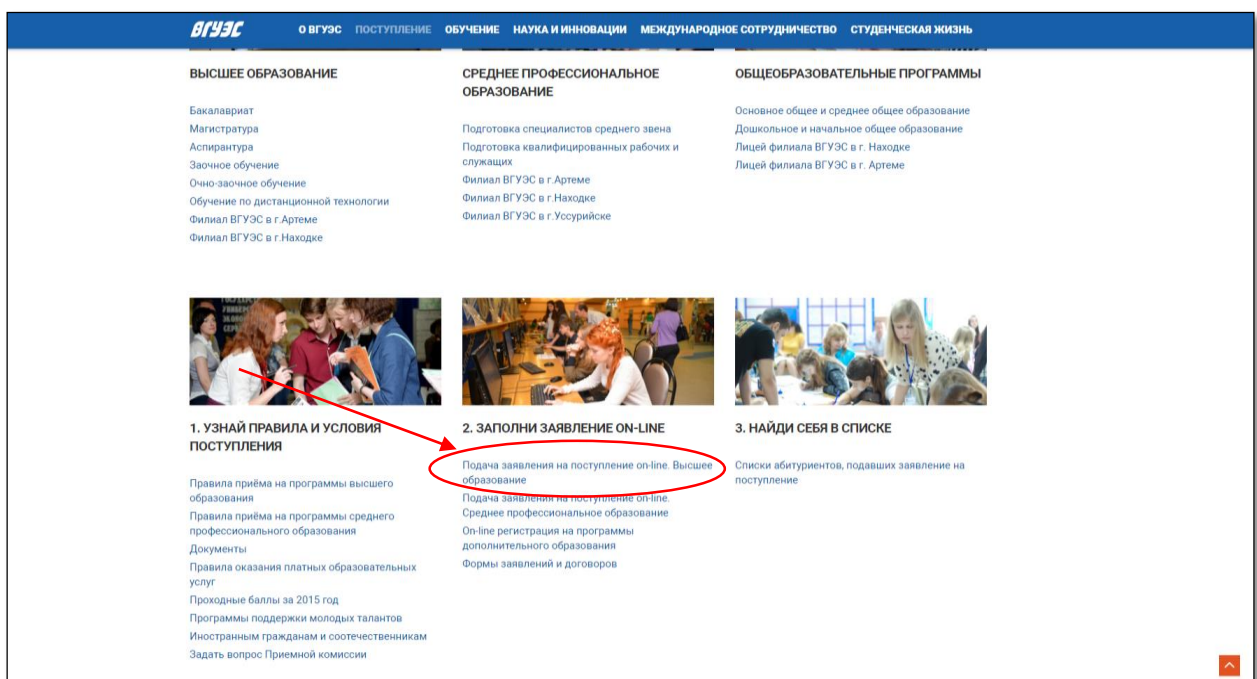 ВГУЭС
О ВГУЭС ПОСТУПЛЕНИЕ ОБУЧЕНИЕ НАУКА И ИННОВАЦИИ МЕЖДУНАРОДНОЕ СОТРУДНИЧЕСТВО СТУДЕНЧЕСКАЯ ЖИЗНЬ
ВЫСШЕЕ ОБРАЗОВАНИЕ
Бакалавриат
Магистратура
Аспирантура
Заочное обучение
Очно-заочное обучение
Обучение по дистанционной технологии
Филиал ВГУЭС в г.Артеме
Филиал ВГУЭС в г.Находке
СРЕДНЕЕ ПРОФЕССИОНАЛЬНОЕ
ОБРАЗОВАНИЕ
Подготовка специалистов среднего звена
Подготовка квалифицированных рабочих и
служащих
Филиал ВГУЭС в г.Артеме
Филиал ВГУЭС в г.Находке
Филиал ВГУЭС в г.Уссурийске
ОБЩЕОБРАЗОВАТЕЛЬНЫЕ ПРОГРАММЫ
Основное общее и среднее общее образование
Дошкольное и начальное общее образование
Лицей филиала ВГУЭС в г. Находке
Лицей филиала ВГУЭС в г. Артеме
1. УЗНАЙ ПРАВИЛА И УСЛОВИЯ
ПОСТУПЛЕНИЯ
Правила приёма на программы высшего
образования
Правила приёма на программы среднего
профессионального образования
Документы
Правила оказания платных образовательных
услуг
Проходные баллы за 2015 год
Программы поддержки молодых талантов
Иностранным гражданам и соотечественникам
Задать вопрос Приемной комиссии
2. ЗАПОЛНИ ЗАЯВЛЕНИЕ ON-LINE
Подача заявления на поступление on-line. Высшее
образование
Подача заявления на поступление on-line.
Среднее профессиональное образование
On-line регистрация на программы
дополнительного образования
Формы заявлений и договоров
3. НАЙДИ СЕБЯ В СПИСКЕ
Списки абитуриентов, подавших заявление на
поступление